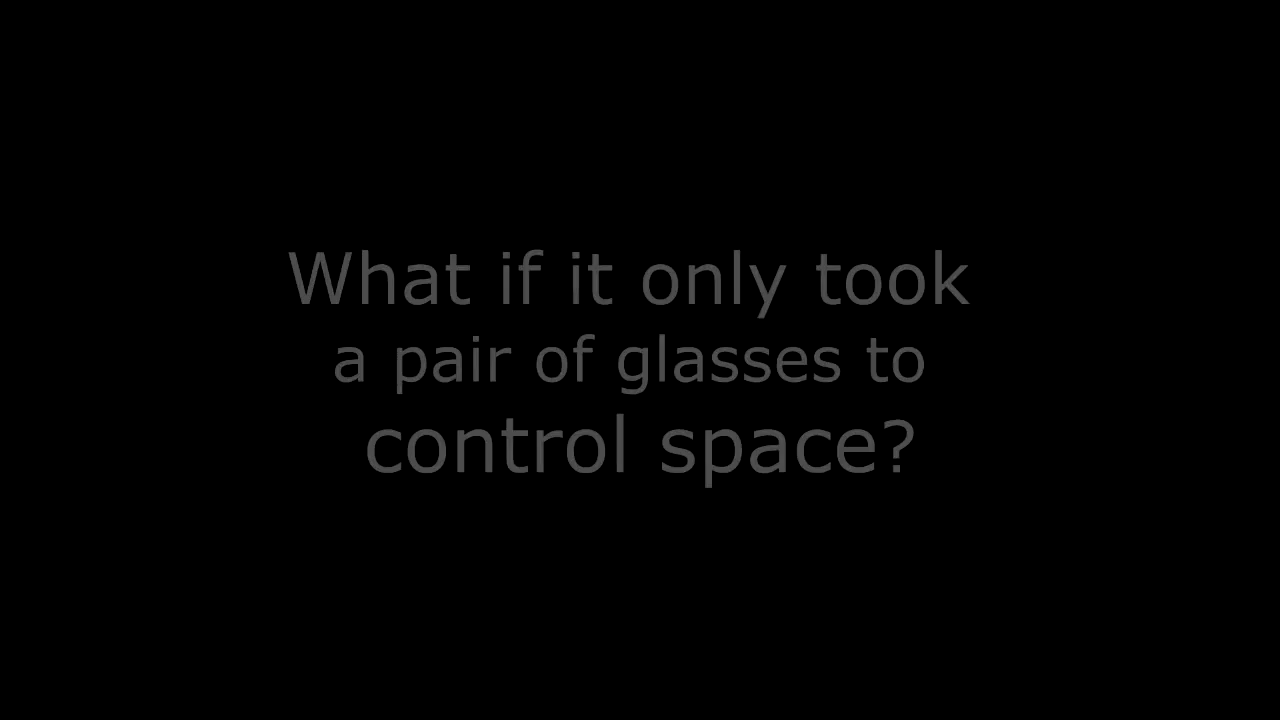 What if it only took
a pair of glasses to
control space?